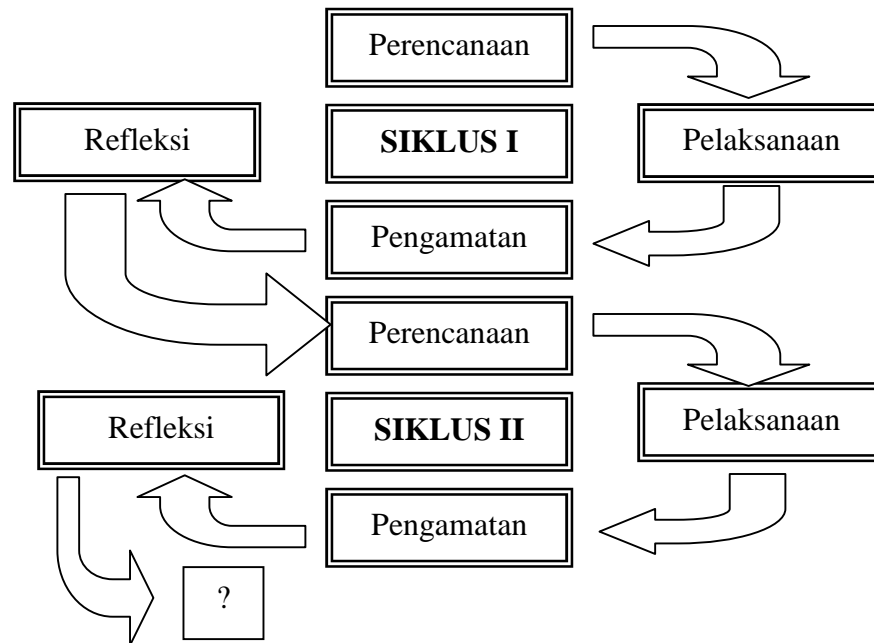 Perencanaan
Refleksi
SIKLUS I
Pelaksanaan
Pengamatan
Perencanaan
Refleksi
SIKLUS II
Pelaksanaan
Pengamatan
?